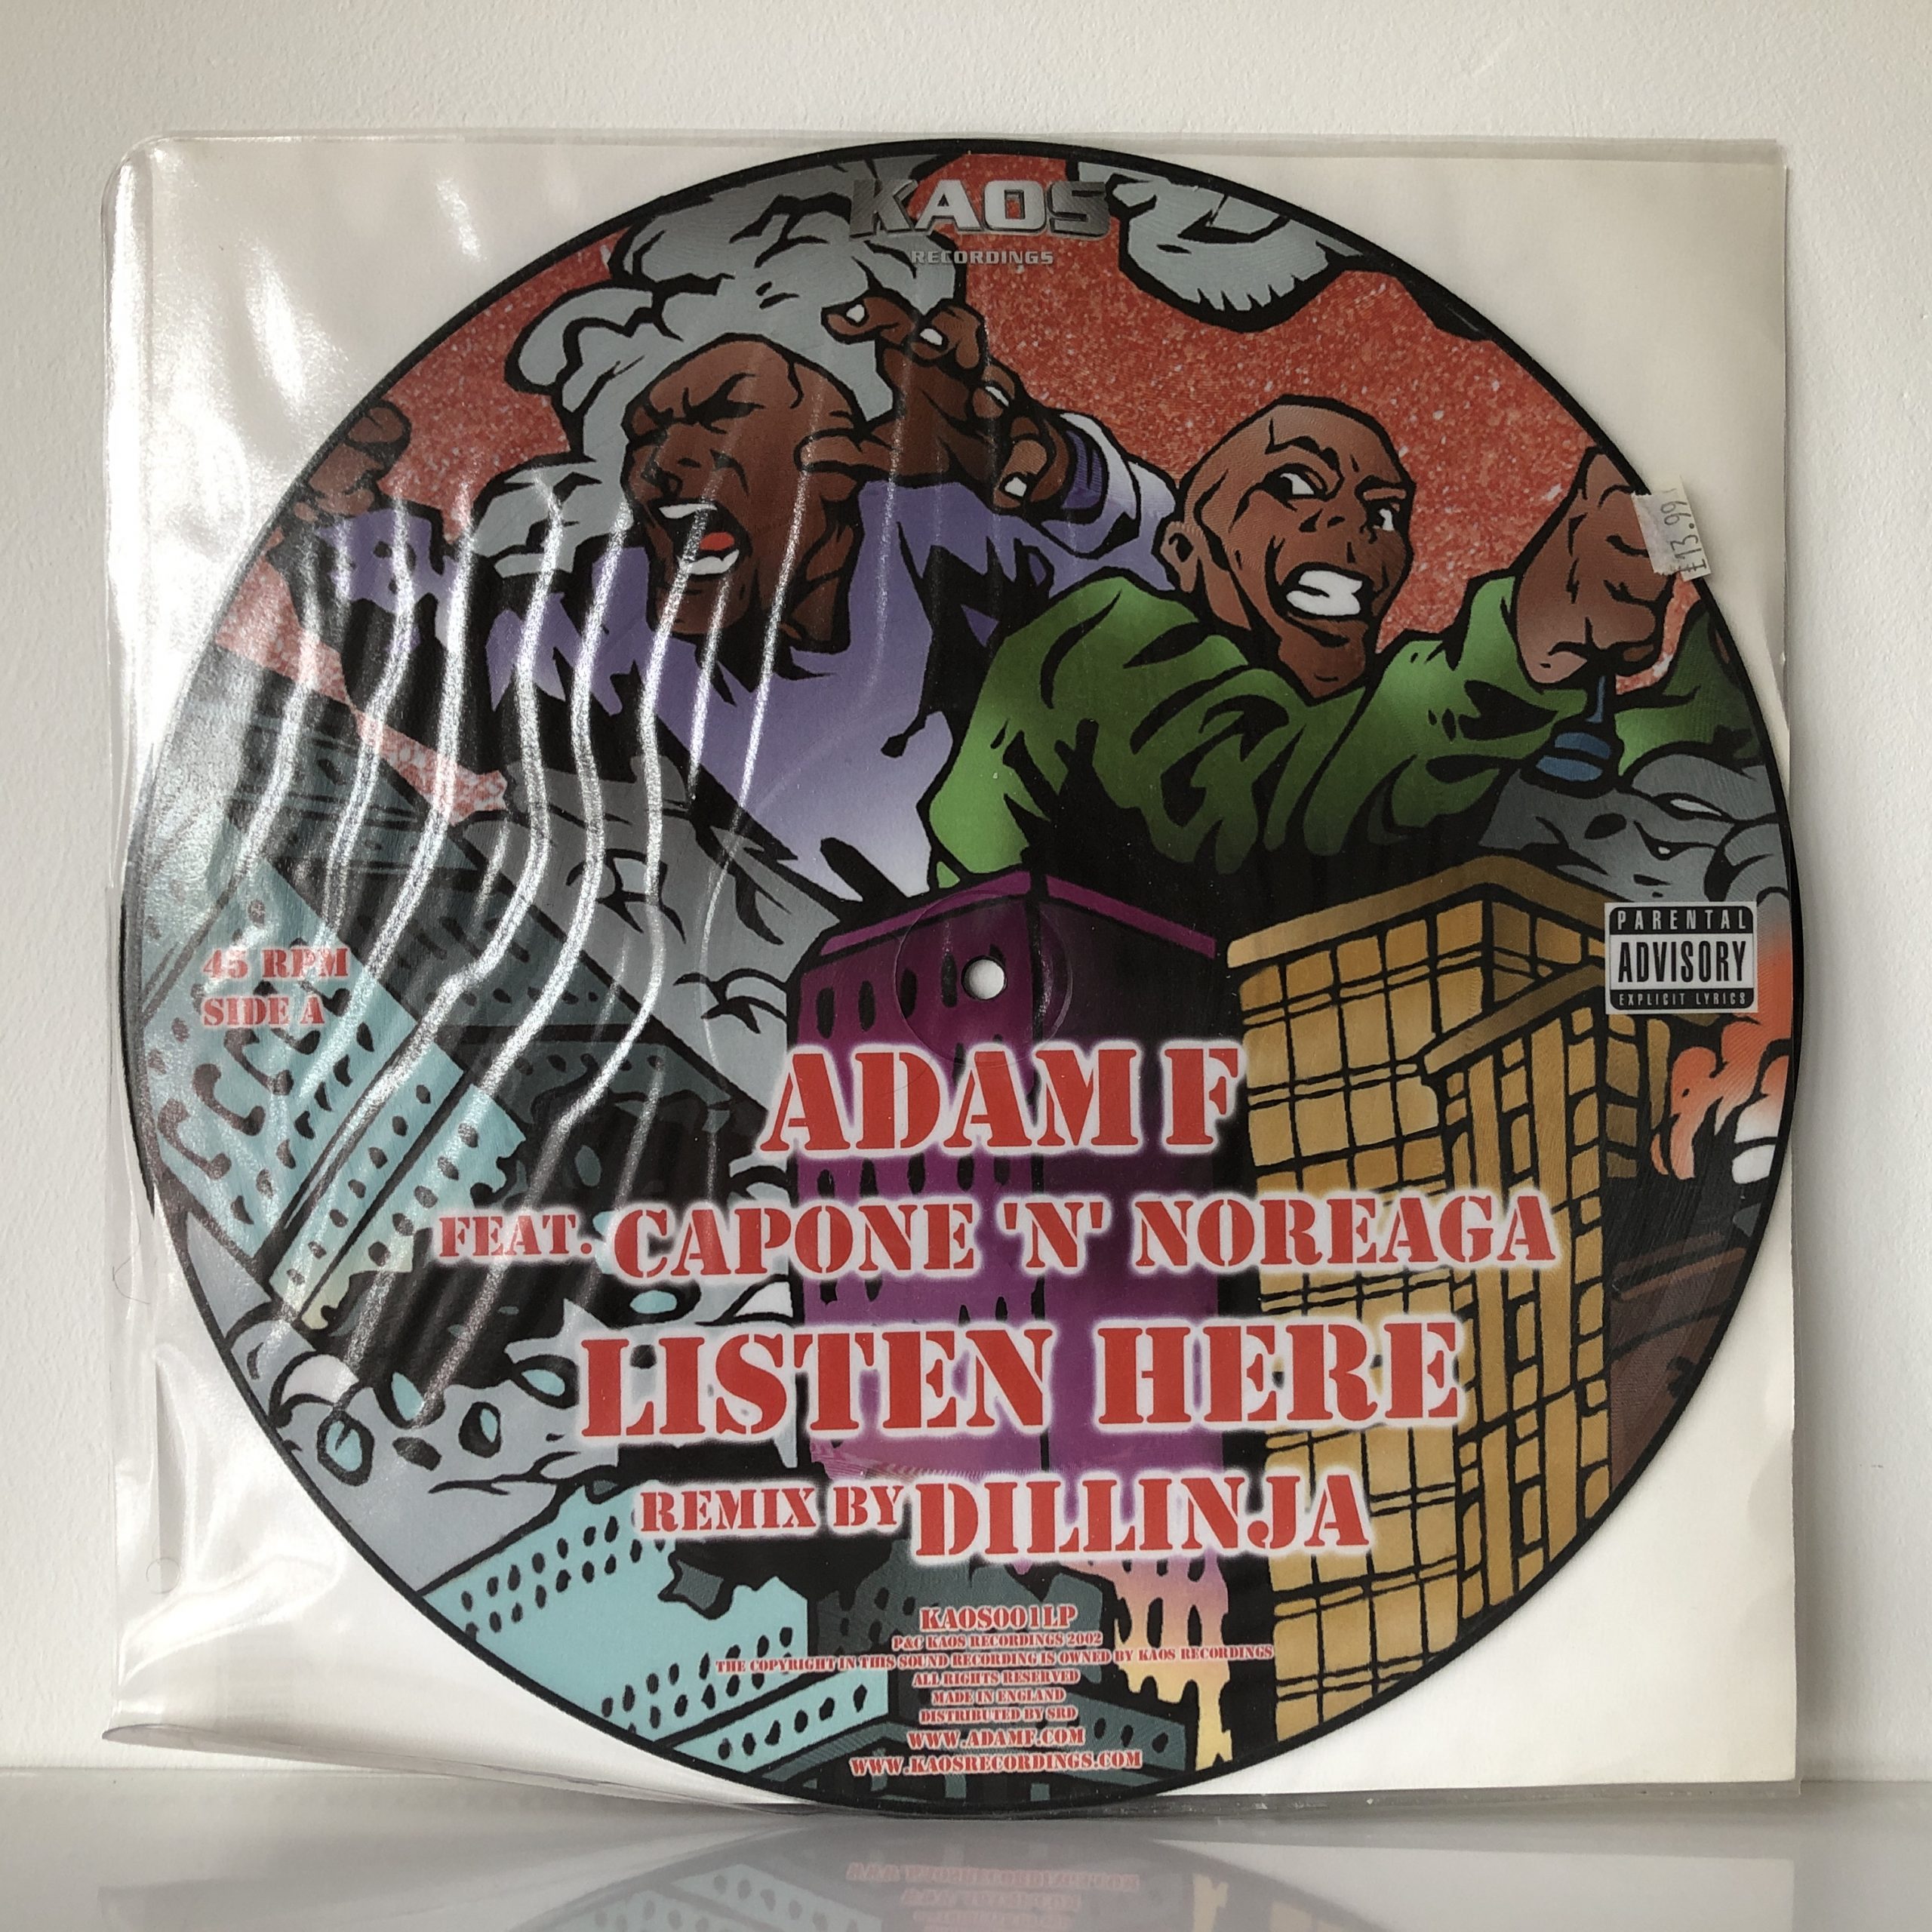 KAOS
RECORDINGS
£13.99
PARENTAL
ADVISORY
EXPLICIT LYRICS
45 RPM
SIDE A
ADAM F
FEAT. CAPONE 'N' NOREAGA
LISTEN HERE
REMIX BY DILLINJA
KAOS001LP
P&C KAOS RECORDINGS 2002
THE COPYRIGHT IN THIS SOUND RECORDING IS OWNED BY KAOS RECORDINGS
ALL RIGHTS RESERVED
MADE IN ENGLAND
DISTRIBUTED BY SRD
WWW.ADAMF.COM
WWW.KAOSRECORDINGS.COM